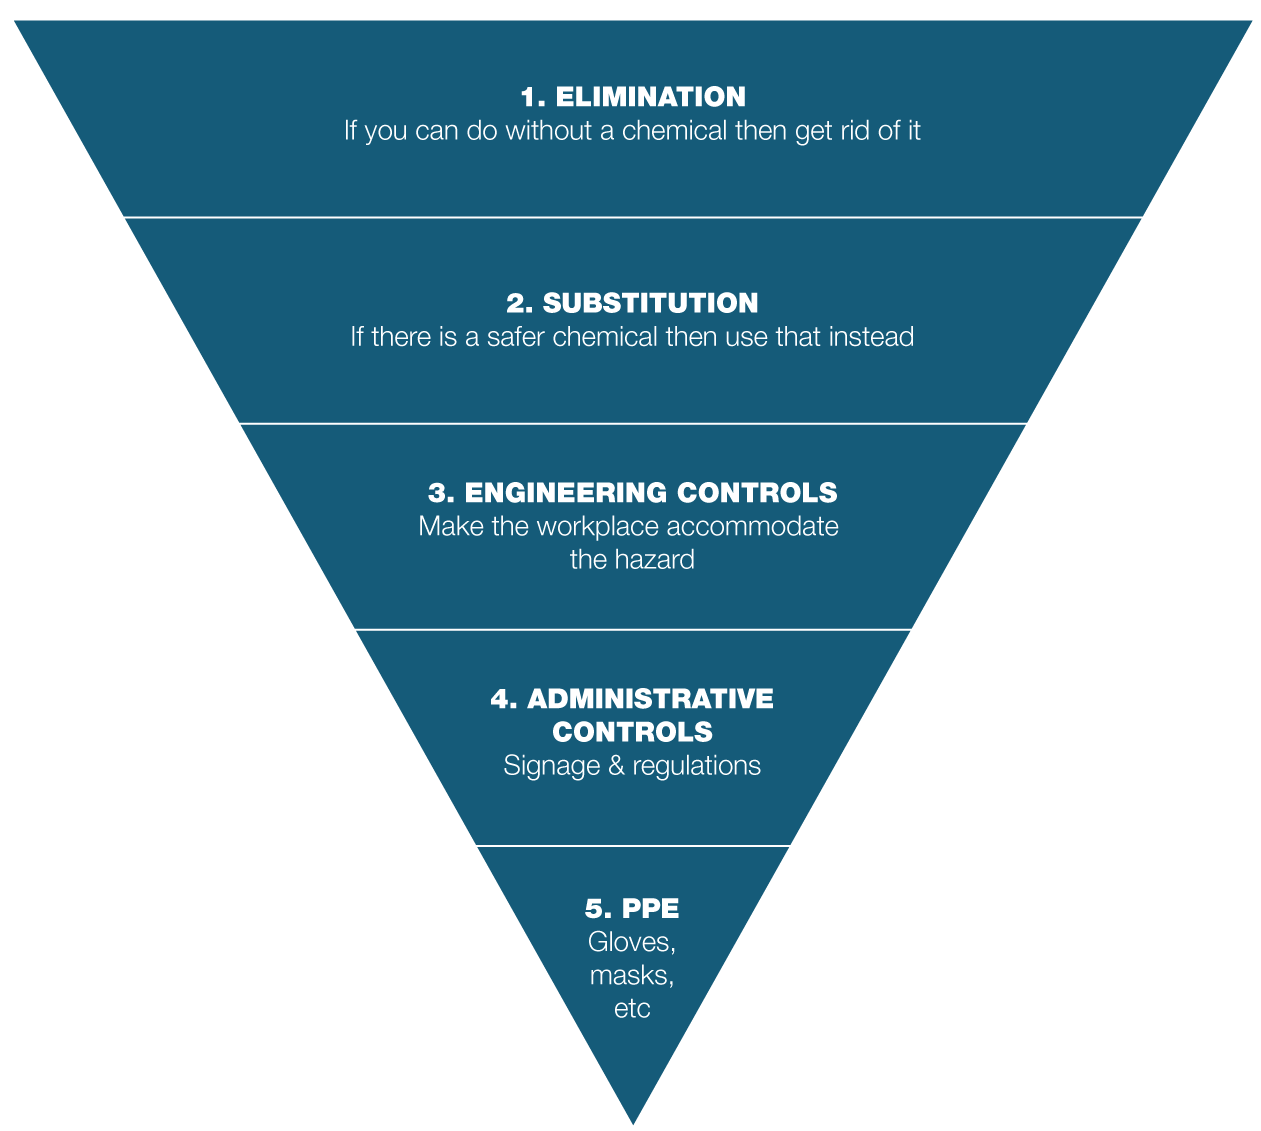 1. ELIMINATION
If you can do without a chemical then get rid of it
2. SUBSTITUTION
If there is a safer chemical then use that instead
3. ENGINEERING CONTROLS
Make the workplace accommodate
the hazard
4. ADMINISTRATIVE
CONTROLS
Signage & regulations
5. PPE
Gloves,
masks,
etc